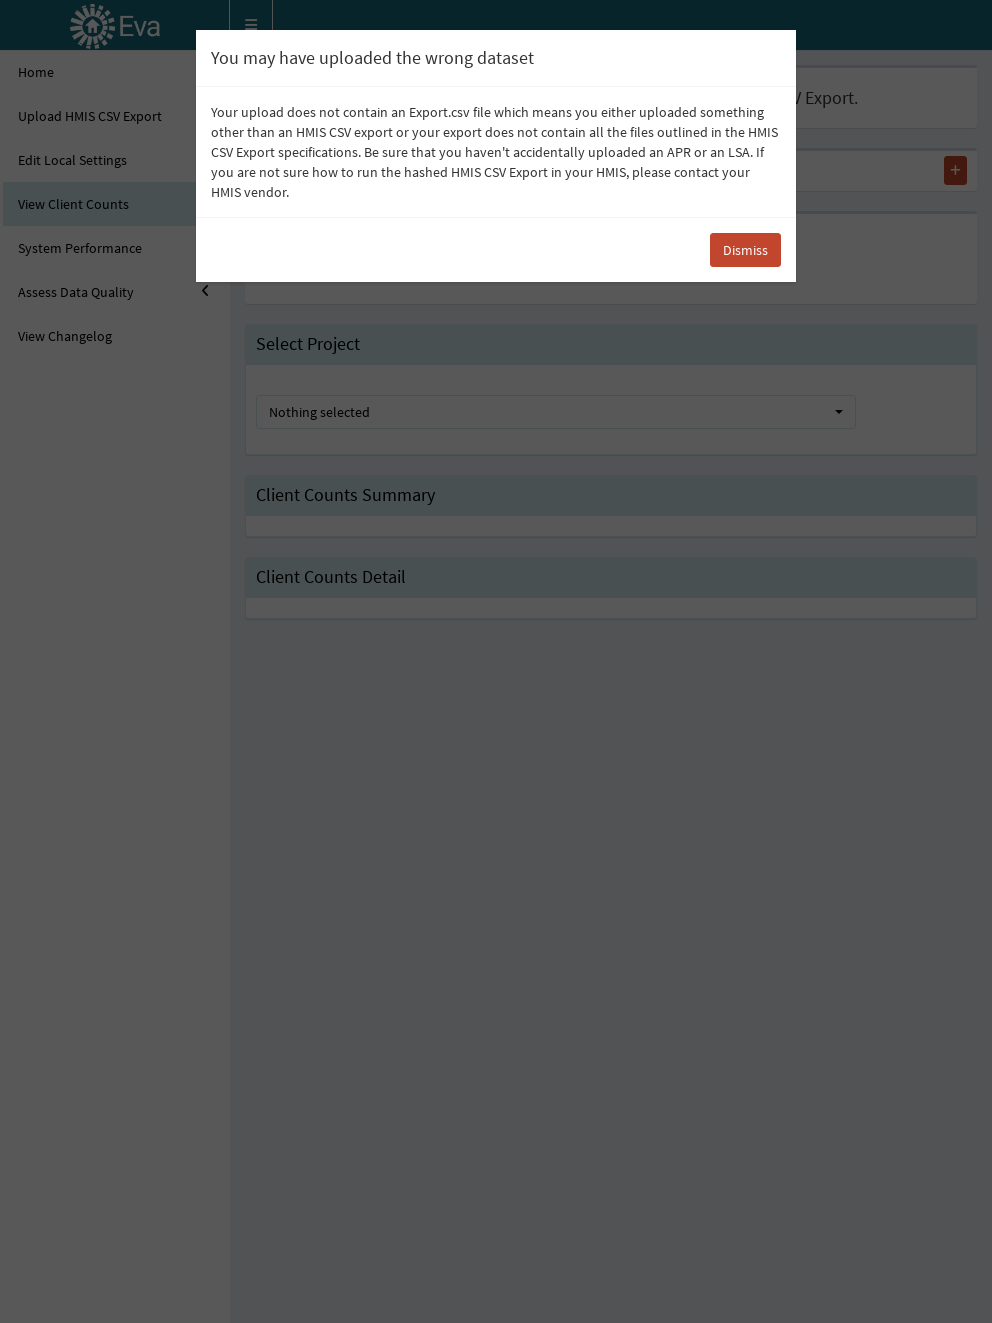 Eva
You may have uploaded the wrong dataset
Your upload does not contain an Export.csv file which means you either uploaded something
other than an HMIS CSV export or your export does not contain all the files outlined in the HMIS
CSV Export specifications. Be sure that you haven't accidentally uploaded an APR or an LSA. If
you are not sure how to run the hashed HMIS CSV Export in your HMIS, please contact your
HMIS vendor.
Dismiss
Home
Upload HMIS CSV Export
Edit Local Settings
View Client Counts
System Performance
Assess Data Quality
View Changelog
Export.
Select Project
Nothing selected
Client Counts Summary
Client Counts Detail